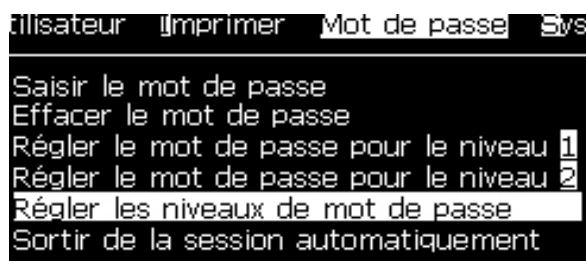 tilisateur Imprimer Mot de passe Sys
Saisir le mot de passe
Effacer le mot de passe
Régler le mot de passe pour le niveau 1
Régler le mot de passe pour le niveau 2
Régler les niveaux de mot de passe
Sortir de la session automatiquement